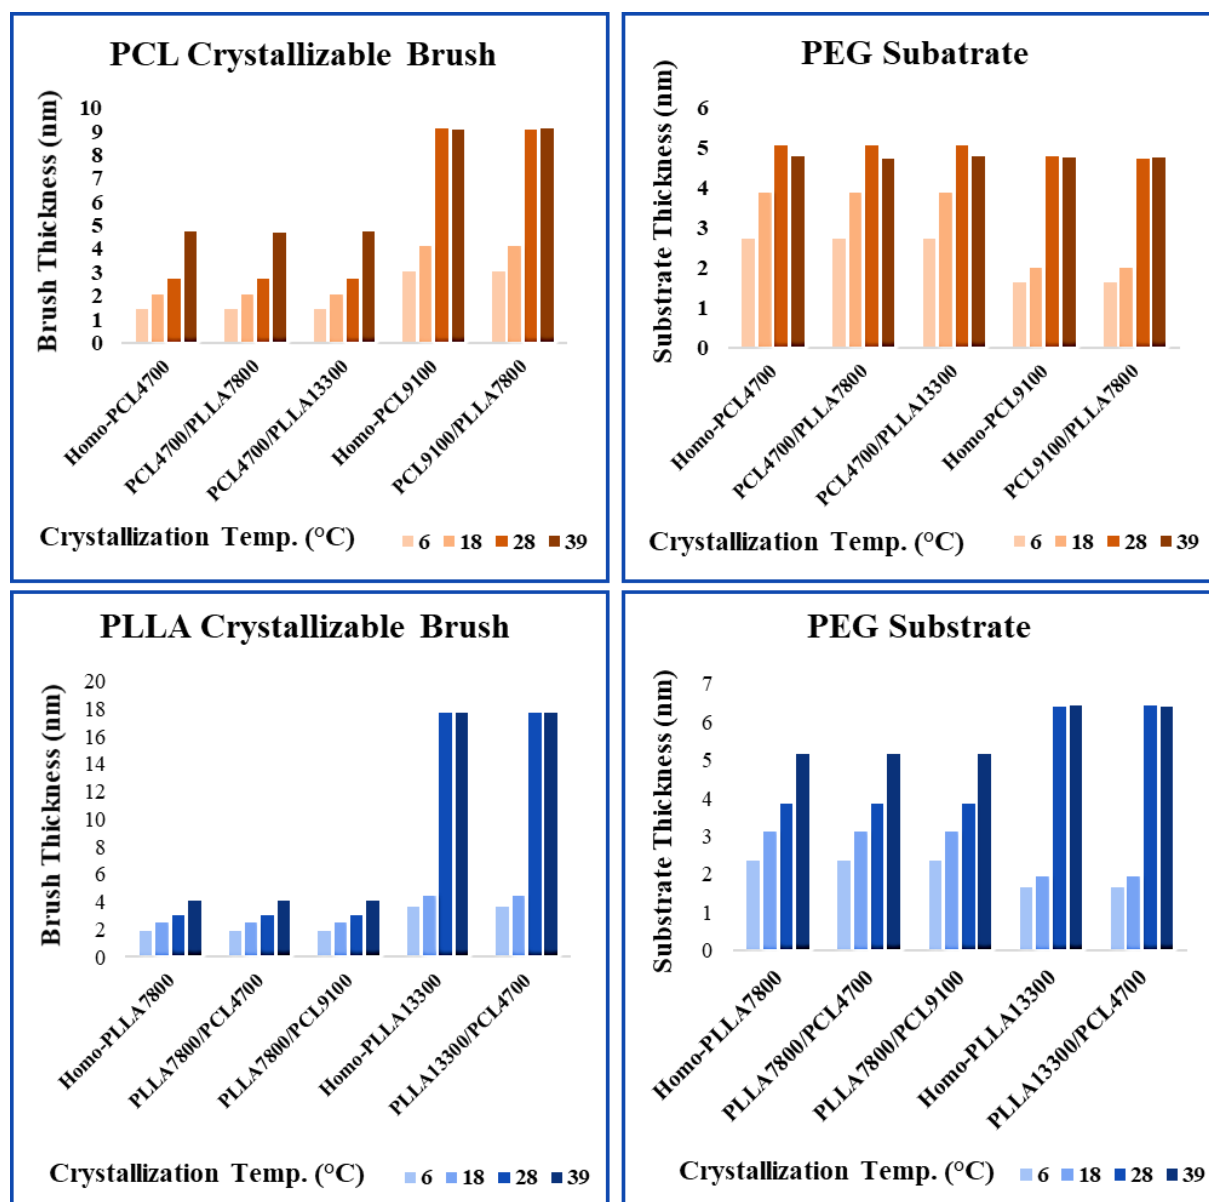 PCL Crystallizable Brush
Brush Thickness (nm)
10
9
8
7
6
5
4
3
2
1
0
Homo-PCL4700
PCL4700/PLLA7800
PCL4700/PLLA13300
Homo-PCL9100
PCL9100/PLLA7800
Crystallization Temp. (°C) 6 18 28 39
PEG Subatrate
Substrate Thickness (nm)
6
5
4
3
2
1
0
Homo-PCL4700
PCL4700/PLLA7800
PCL4700/PLLA13300
Homo-PCL9100
PCL9100/PLLA7800
Crystallization Temp. (°C) 6 18 28 39
PLLA Crystallizable Brush
Brush Thickness (nm)
20
18
16
14
12
10
8
6
4
2
0
Homo-PLLA7800
PLLA7800/PCL4700
PLLA7800/PCL9100
Homo-PLLA13300
PLLA13300/PCL4700
Crystallization Temp. (°C) 6 18 28 39
PEG Substrate
Substrate Thickness (nm)
7
6
5
4
3
2
1
0
Homo-PLLA7800
PLLA7800/PCL4700
PLLA7800/PCL9100
Homo-PLLA13300
PLLA13300/PCL4700
Crystallization Temp. (°C) 6 18 28 39